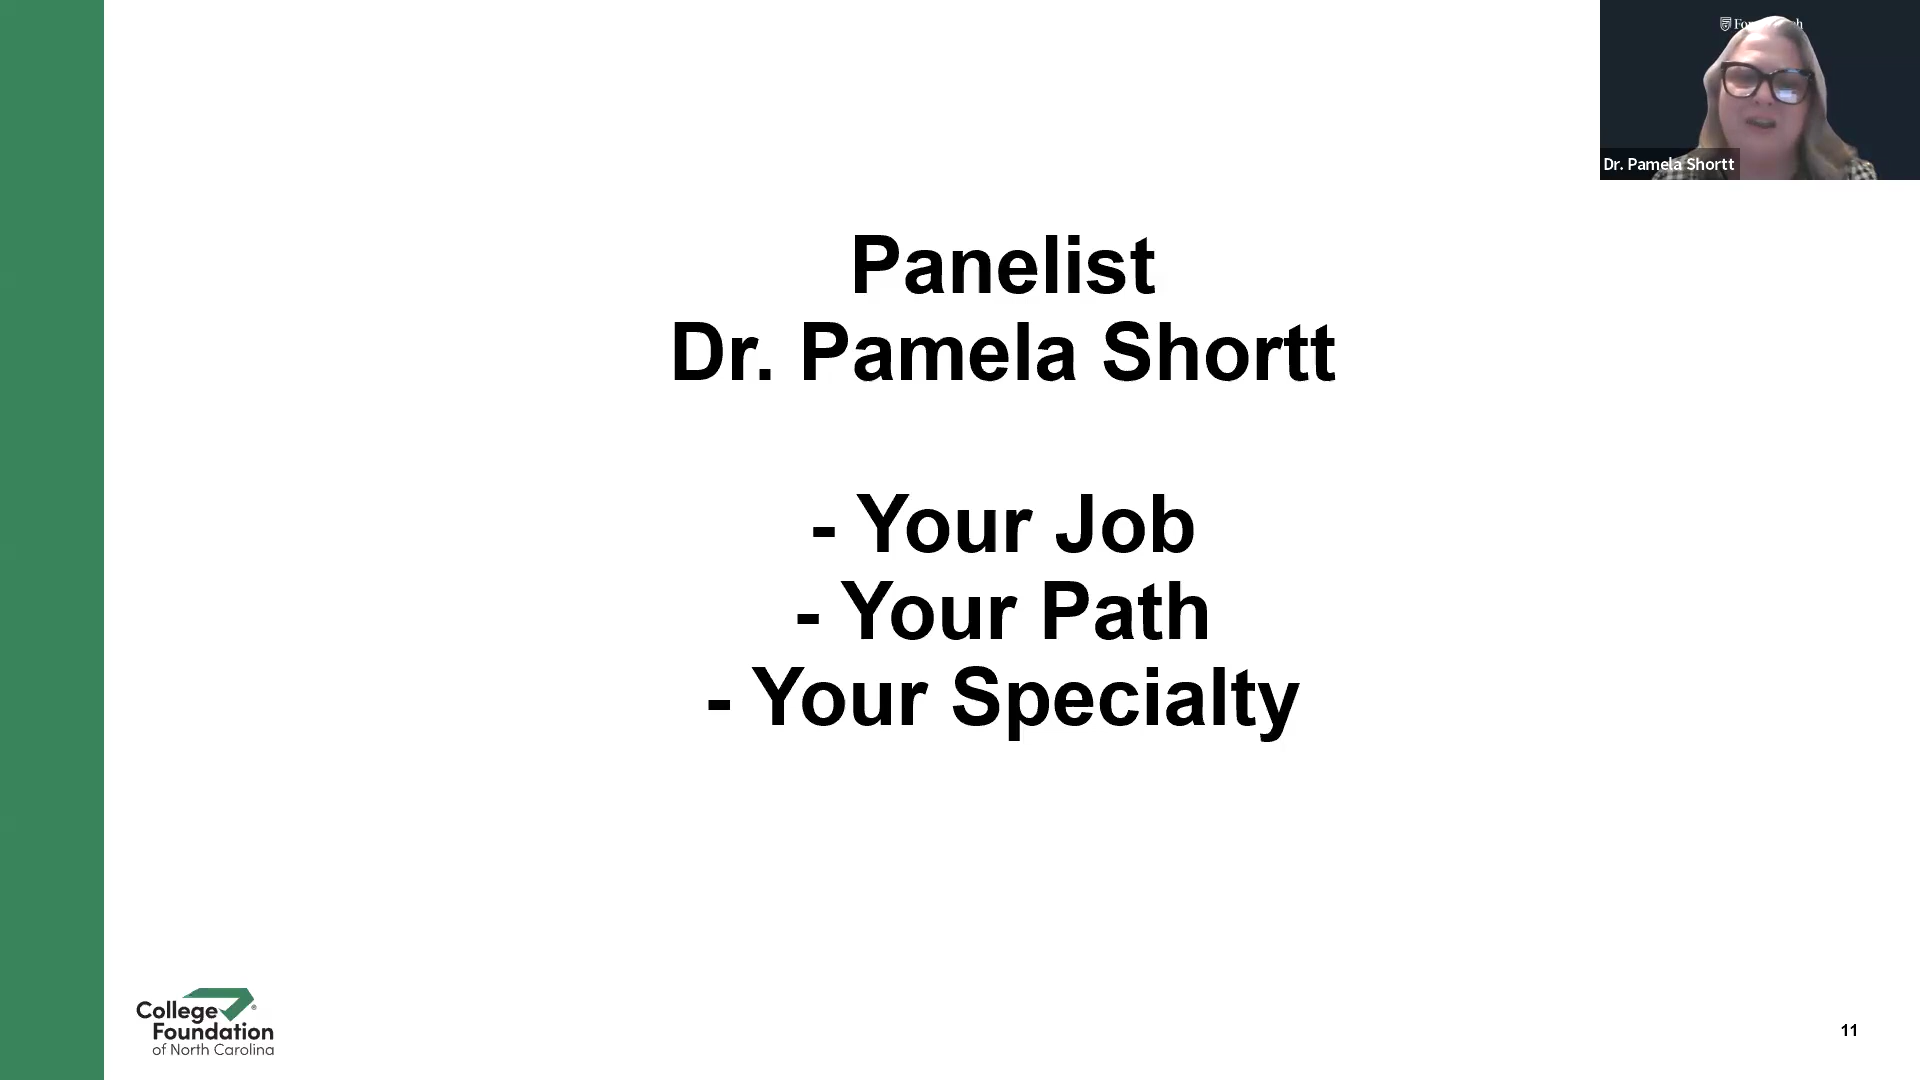 Dr. Pamela Shortt
Panelist
Dr. Pamela Shortt
- Your Job
- Your Path
- Your Specialty
College
Foundation
of North Carolina
11